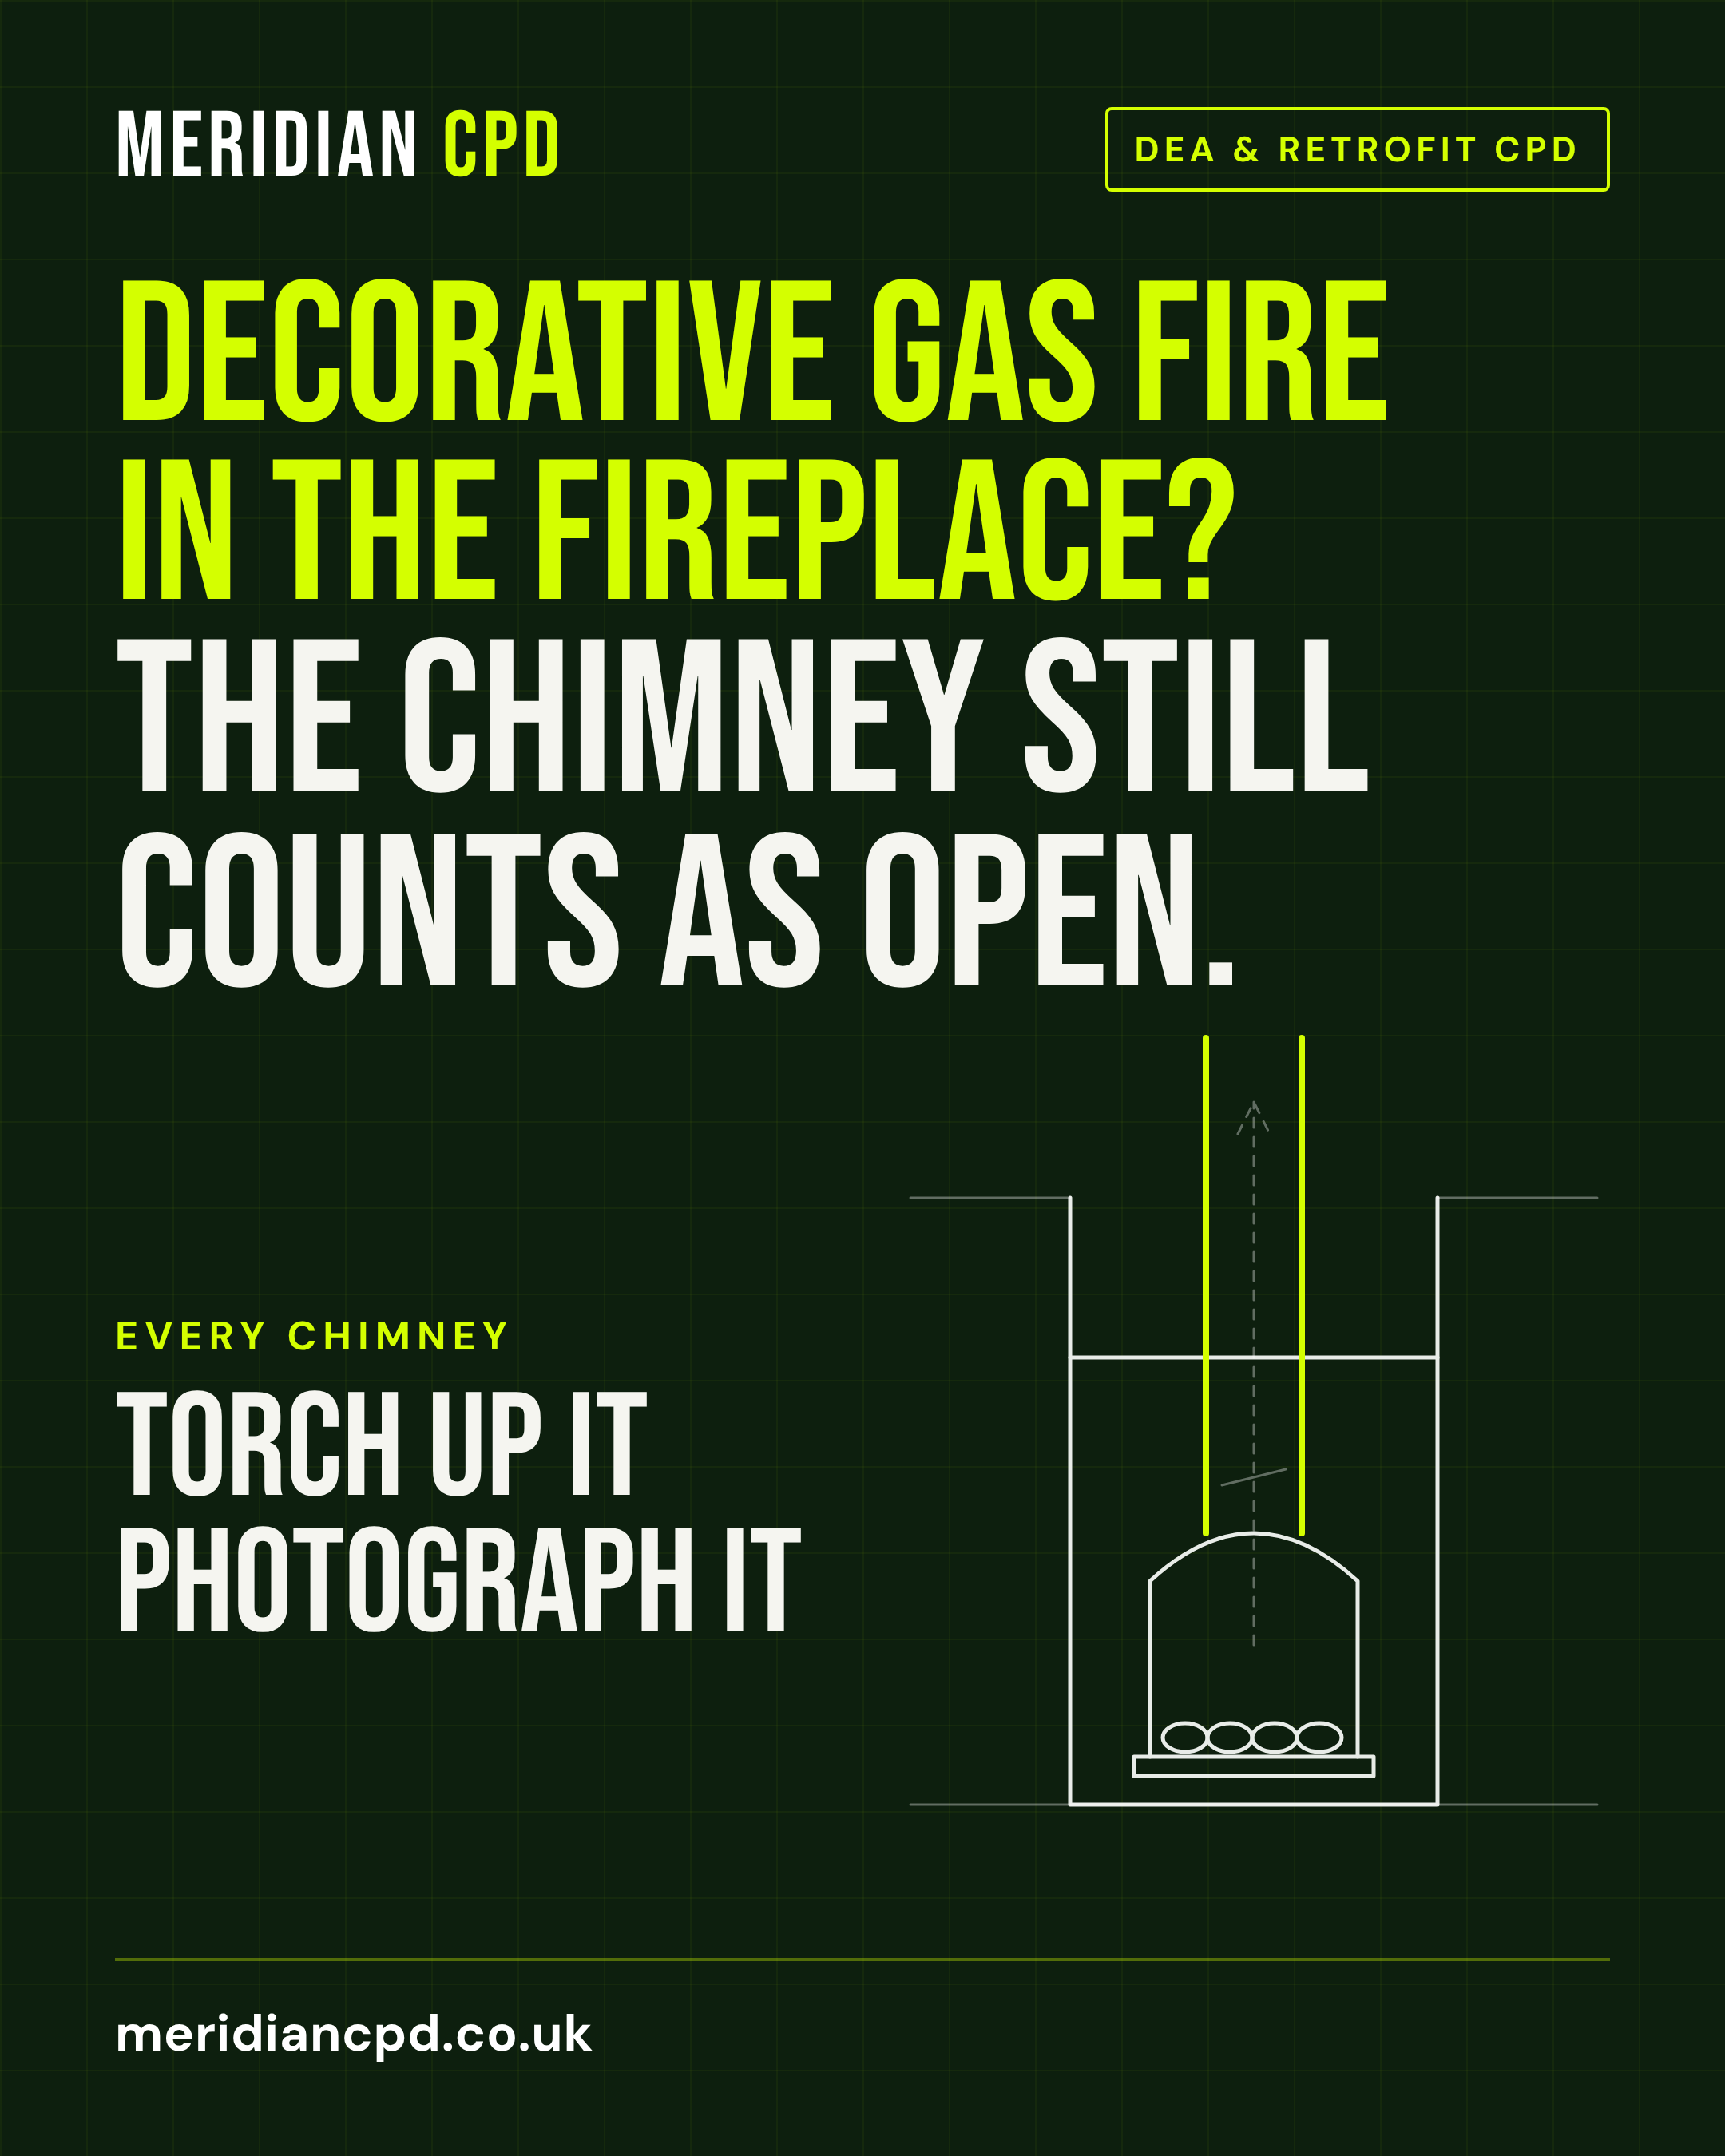 MERIDIAN CPD
DEA & RETROFIT CPD
DECORATIVE GAS FIRE
IN THE FIREPLACE?
THE CHIMNEY STILL
COUNTS AS OPEN.
EVERY CHIMNEY
TORCH UP IT
PHOTOGRAPH IT
meridiancpd.co.uk